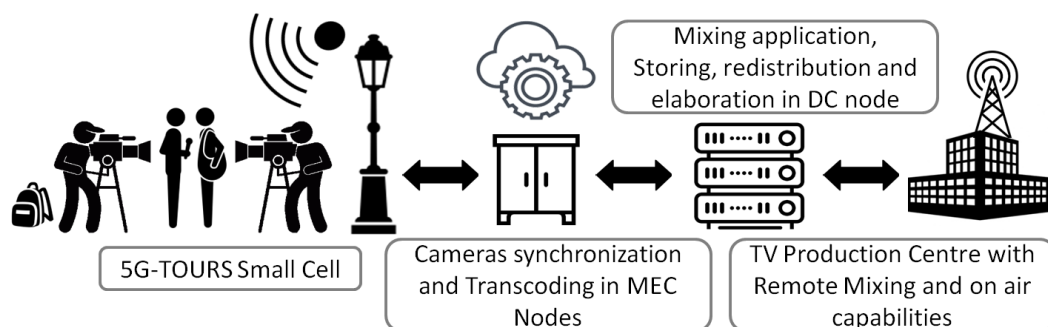 Mixing application,
Storing, redistribution and
elaboration in DC node
5G-TOURS Small Cell
Cameras synchronization
and Transcoding in MEC
Nodes
TV Production Centre with
Remote Mixing and on air
capabilities